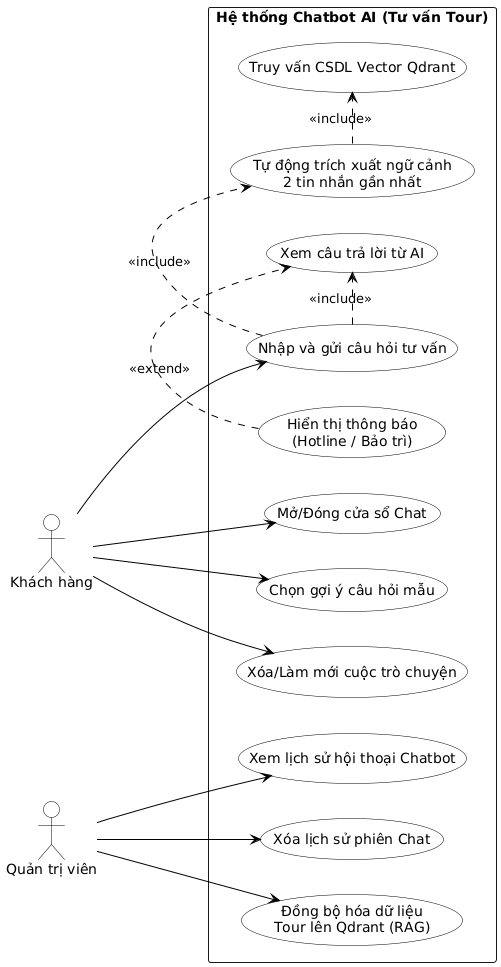 Hệ thống Chatbot AI (Tư vấn Tour)
Truy vấn CSDL Vector Qdrant
«include»
Tự động trích xuất ngữ cảnh
2 tin nhắn gần nhất
Xem câu trả lời từ AI
«include»
«include»
Nhập và gửi câu hỏi tư vấn
«extend»
Hiển thị thông báo
(Hotline / Bảo trì)
Mở/Đóng cửa sổ Chat
Khách hàng
Chọn gợi ý câu hỏi mẫu
Xóa/Làm mới cuộc trò chuyện
Xem lịch sử hội thoại Chatbot
Xóa lịch sử phiên Chat
Quản trị viên
Đồng bộ hóa dữ liệu
Tour lên Qdrant (RAG)